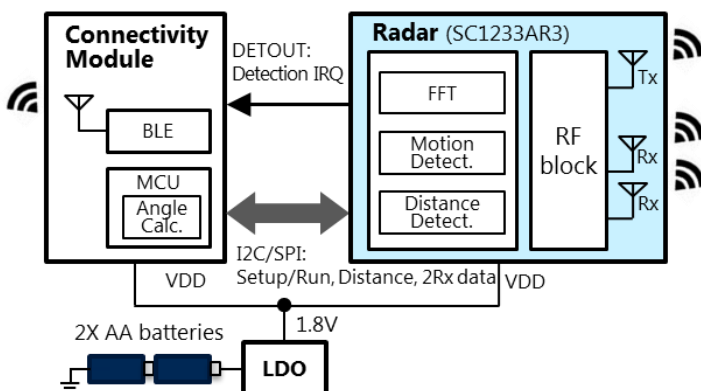 Connectivity
Module
BLE
MCU
Angle
Calc.
DETOUT:
Detection IRQ
Radar (SC1233AR3)
FFT
Motion
Detect.
Distance
Detect.
RF
block
Tx
Rx
Rx
I2C/SPI:
Setup/Run, Distance, 2Rx data
VDD
VDD
1.8V
2X AA batteries
LDO